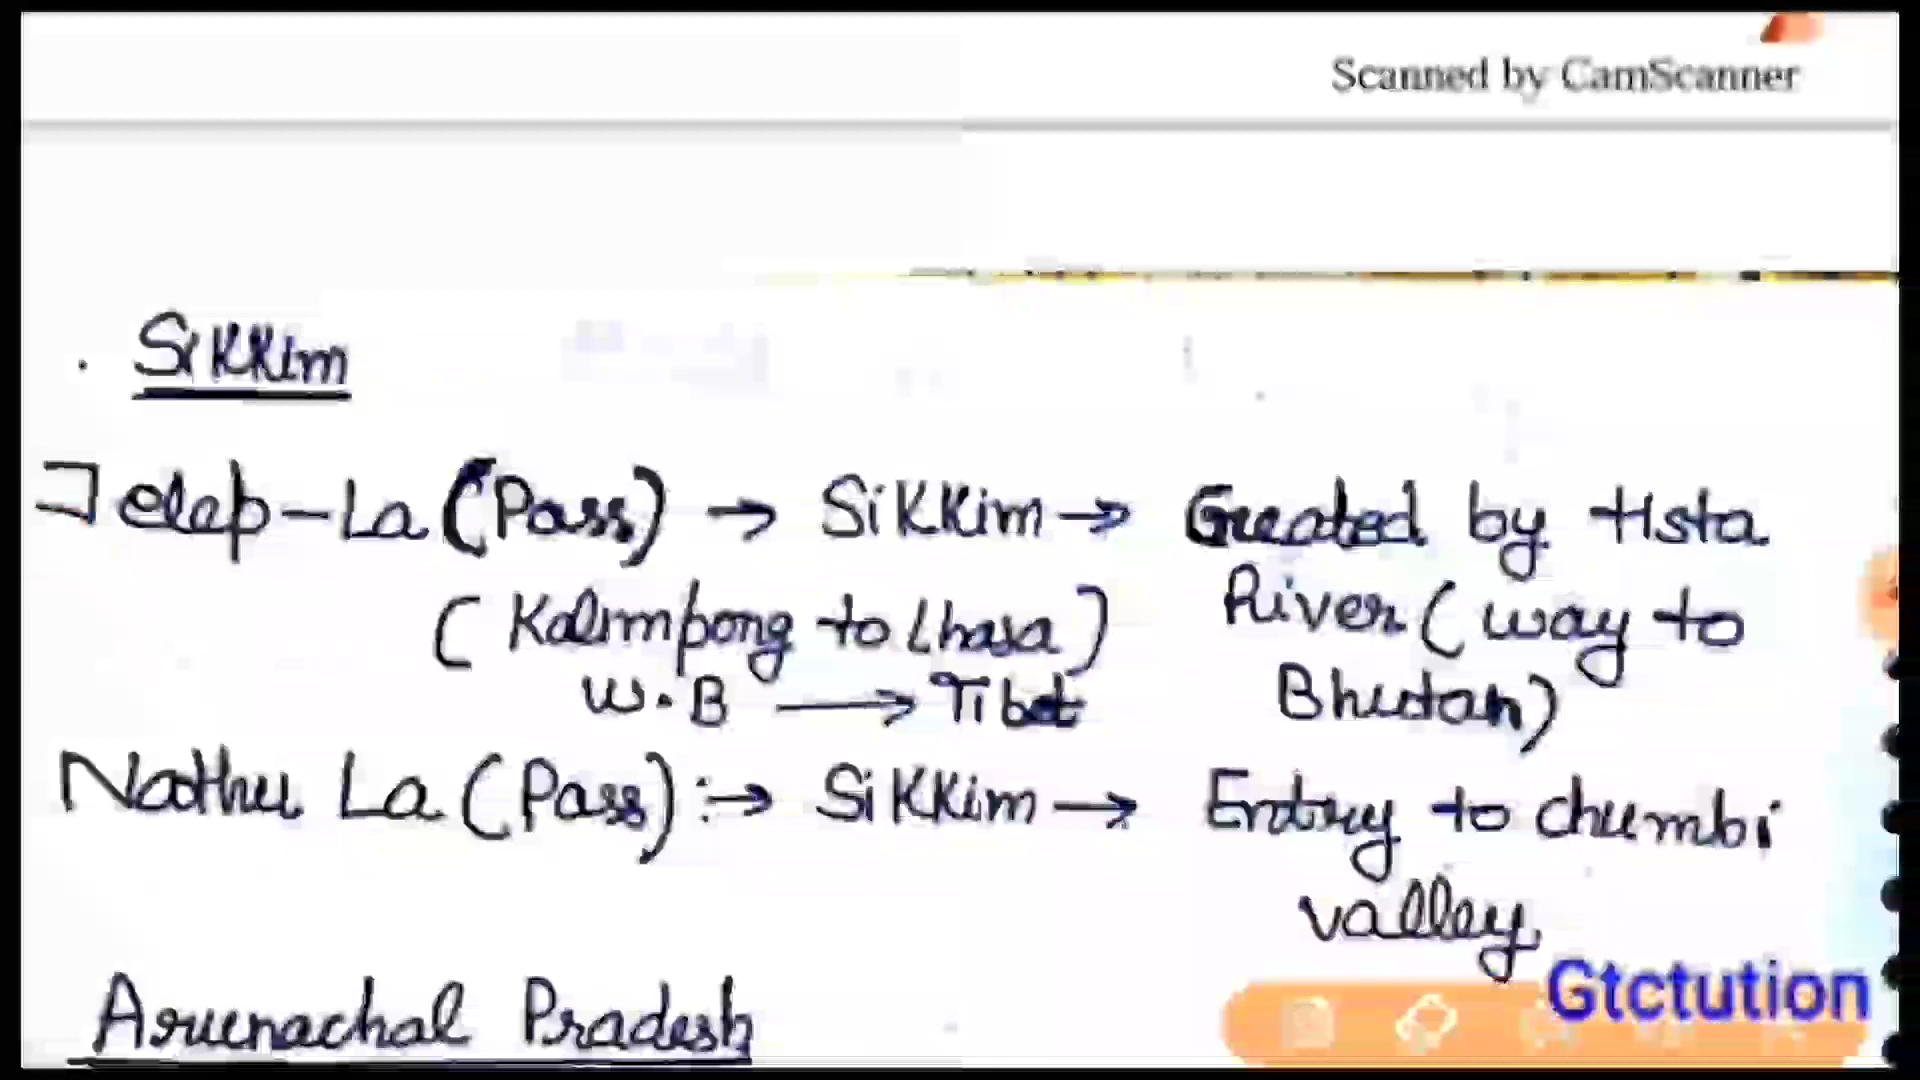 Scanned by CamScanner
. Sikkim
Jelep-La (Pass) → Sikkim → Created by tista
(Kalimpong to Lhasa) River (way to
W.B → Tibet Bhutan)
Nathu La (Pass) :→ Sikkim → Entry to chumbi
valley.
Gtctution
Arunachal Pradesh